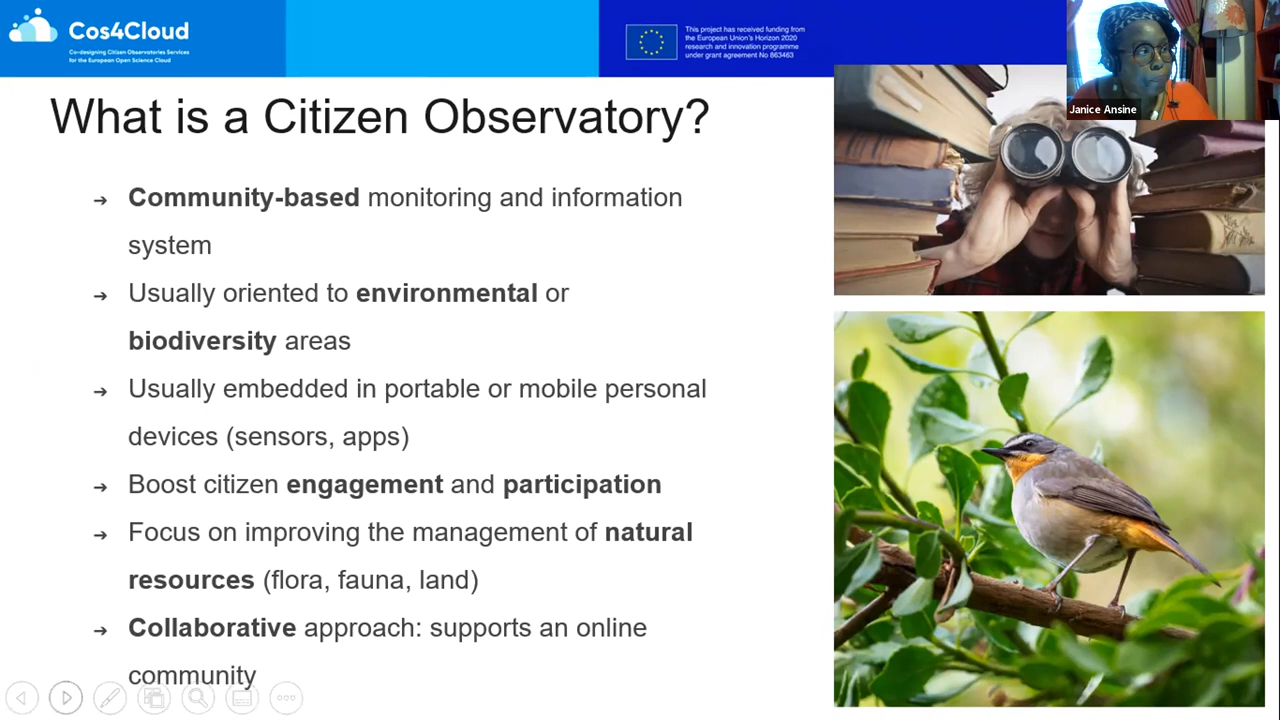 Cos4Cloud
Co-designing Citizen Observatories Services
for the European Open Science Cloud
This project has received funding from
the European Union's Horizon 2020
research and innovation programme
under grant agreement No 863463
Janice Ansine
What is a Citizen Observatory?
➔ Community-based monitoring and information
system
➔ Usually oriented to environmental or
biodiversity areas
➔ Usually embedded in portable or mobile personal
devices (sensors, apps)
➔ Boost citizen engagement and participation
➔ Focus on improving the management of natural
resources (flora, fauna, land)
➔ Collaborative approach: supports an online
community